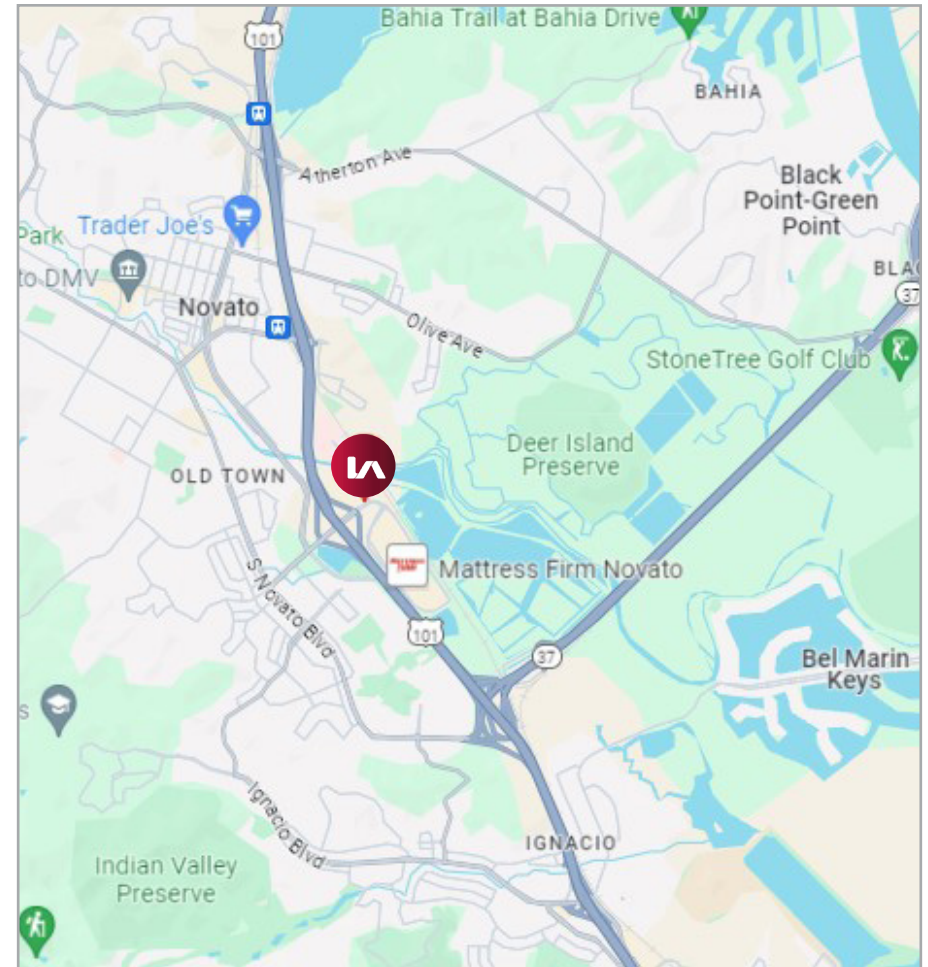 101
Bahia Trail at Bahia Drive
BAHIA
Atherton Ave
Black
Point-Green
Point
Trader Joe's
Park
to DMV
BLAC
37
Novato
Olive Ave
StoneTree Golf Club
Deer Island
Preserve
OLD TOWN
Mattress Firm Novato
S Novato Blvd
101
37
Bel Marin
Keys
s
Ignacio Blvd
IGNACIO
Indian Valley
Preserve